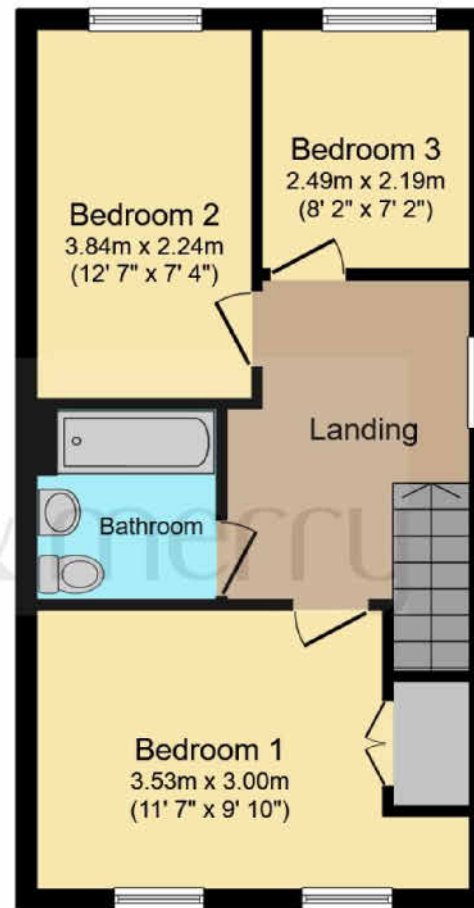 Bedroom 3
2.49m x 2.19m
(8' 2" x 7' 2")
Bedroom 2
3.84m x 2.24m
(12' 7" x 7' 4")
Landing
Bathroom
merry
Bedroom 1
3.53m x 3.00m
(11' 7" x 9' 10")